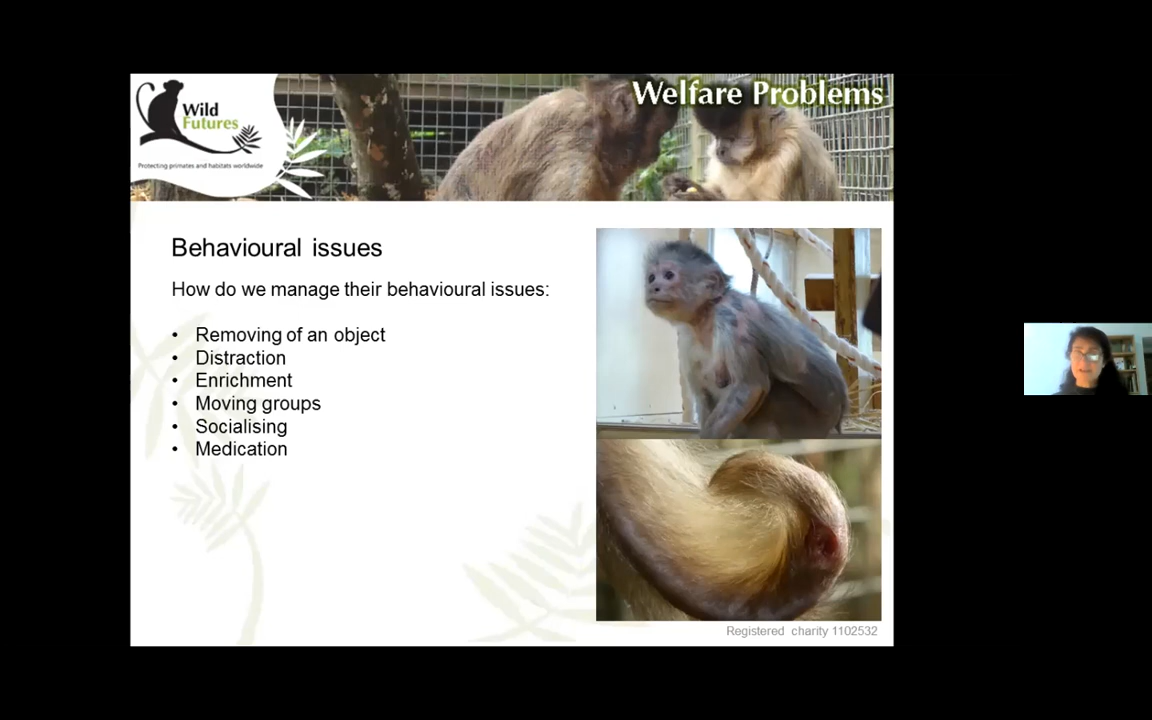 Welfare Problems
Wild
Futures
Protecting primates and habitats worldwide
Behavioural issues
How do we manage their behavioural issues:
• Removing of an object
• Distraction
• Enrichment
• Moving groups
• Socialising
• Medication
Registered charity 1102532